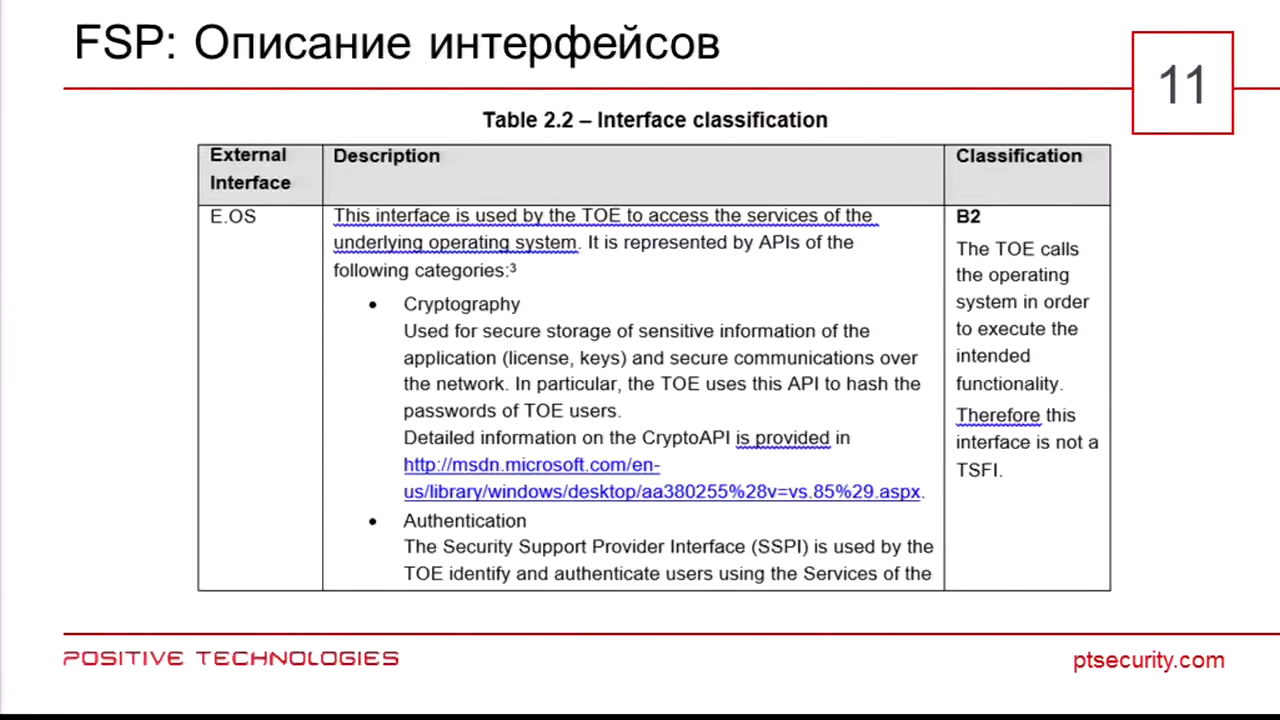 FSP: Описание интерфейсов
11
Table 2.2 – Interface classification
External
Interface
Description
Classification
E.OS
This interface is used by the TOE to access the services of the
underlying operating system. It is represented by APIs of the
following categories:³
• Cryptography
Used for secure storage of sensitive information of the
application (license, keys) and secure communications over
the network. In particular, the TOE uses this API to hash the
passwords of TOE users.
Detailed information on the CryptoAPI is provided in
http://msdn.microsoft.com/en-
us/library/windows/desktop/aa380255%28v=vs.85%29.aspx.
• Authentication
The Security Support Provider Interface (SSPI) is used by the
TOE identify and authenticate users using the Services of the
B2
The TOE calls
the operating
system in order
to execute the
intended
functionality.
Therefore this
interface is not a
TSFI.
POSITIVE TECHNOLOGIES
ptsecurity.com